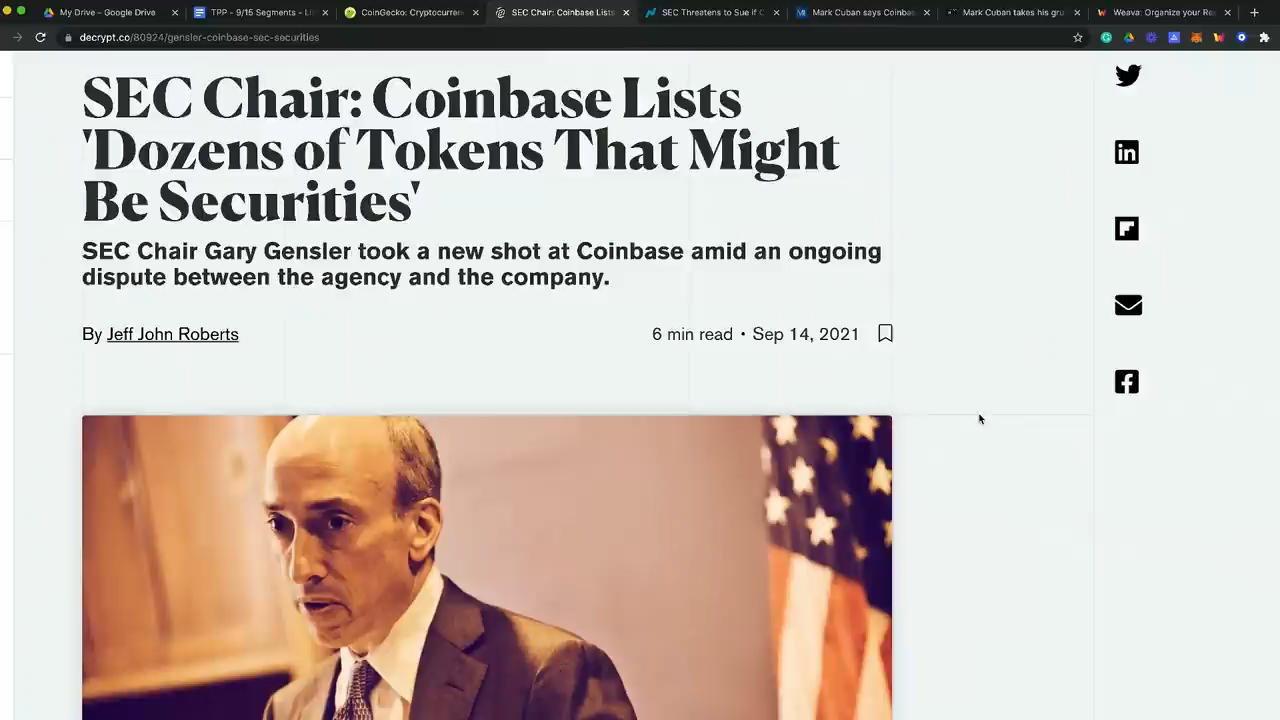 My Drive – Google Drive
TPP - 9/15 Segments - Li
CoinGecko: Cryptocurren
SEC Chair: Coinbase Lists
SEC Threatens to Sue if C
Mark Cuban says Coinbas
Mark Cuban takes his gru
Weava: Organize your Re
decrypt.co/80924/gensler-coinbase-sec-securities
SEC Chair: Coinbase Lists
'Dozens of Tokens That Might
Be Securities'
SEC Chair Gary Gensler took a new shot at Coinbase amid an ongoing
dispute between the agency and the company.
By Jeff John Roberts
6 min read • Sep 14, 2021